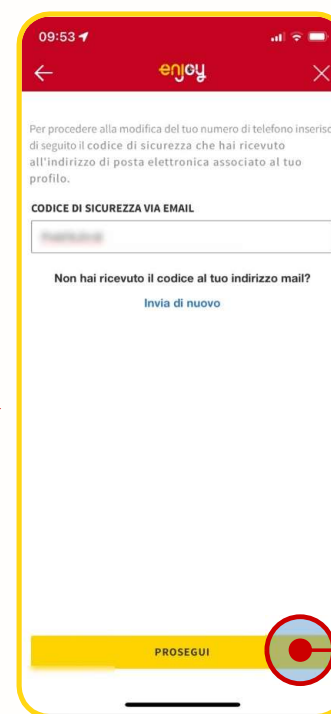 09:53
enjoy
Per procedere alla modifica del tuo numero di telefono inserisc
di seguito il codice di sicurezza che hai ricevuto
all'indirizzo di posta elettronica associato al tuo
profilo.
CODICE DI SICUREZZA VIA EMAIL
Non hai ricevuto il codice al tuo indirizzo mail?
Invia di nuovo
PROSEGUI